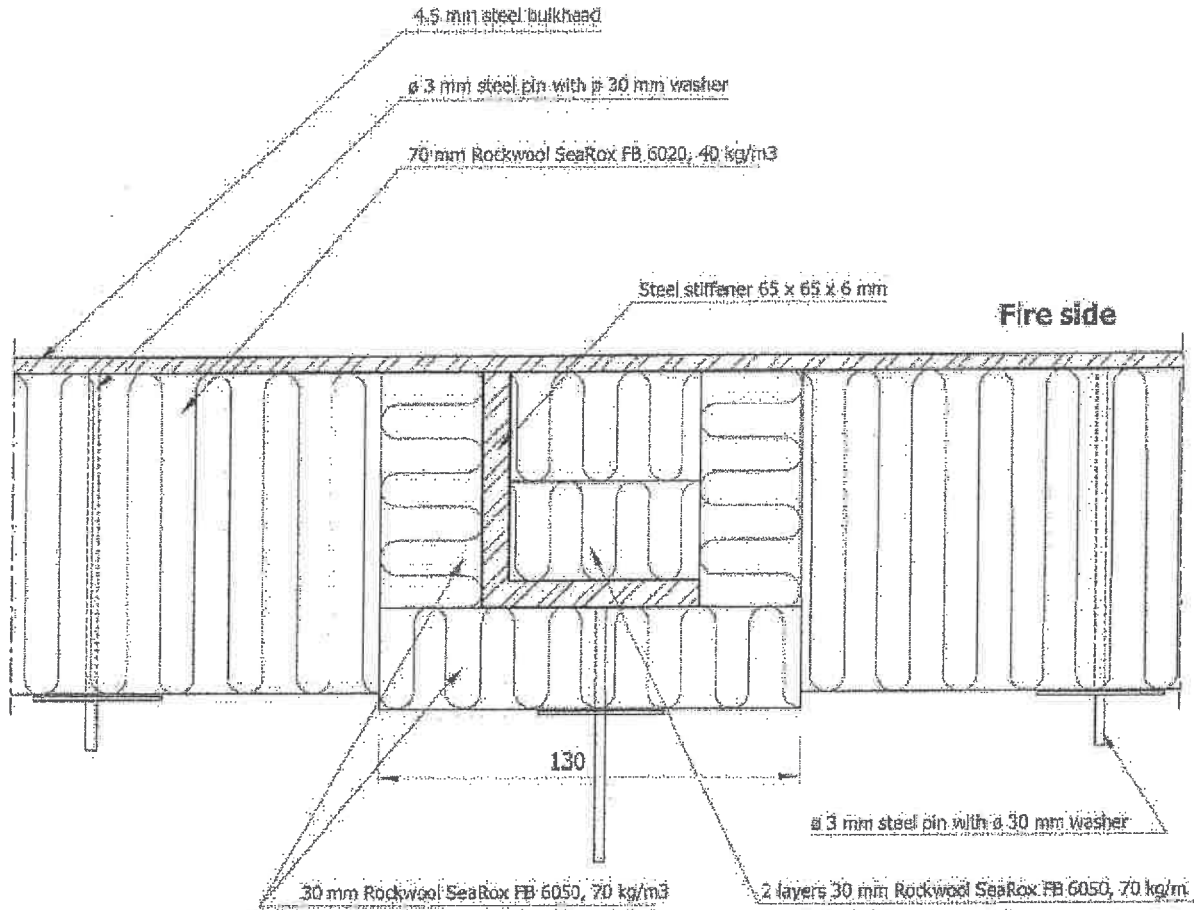 4.5 mm steel bulkhead
ø 3 mm steel pin with ø 30 mm washer
70 mm Rockwool SeaRox FB 6020, 40 kg/m3
Steel stiffener 65 x 65 x 6 mm
Fire side
130
ø 3 mm steel pin with ø 30 mm washer
30 mm Rockwool SeaRox FB 6050, 70 kg/m3
2 layers 30 mm Rockwool SeaRox FB 6050, 70 kg/m